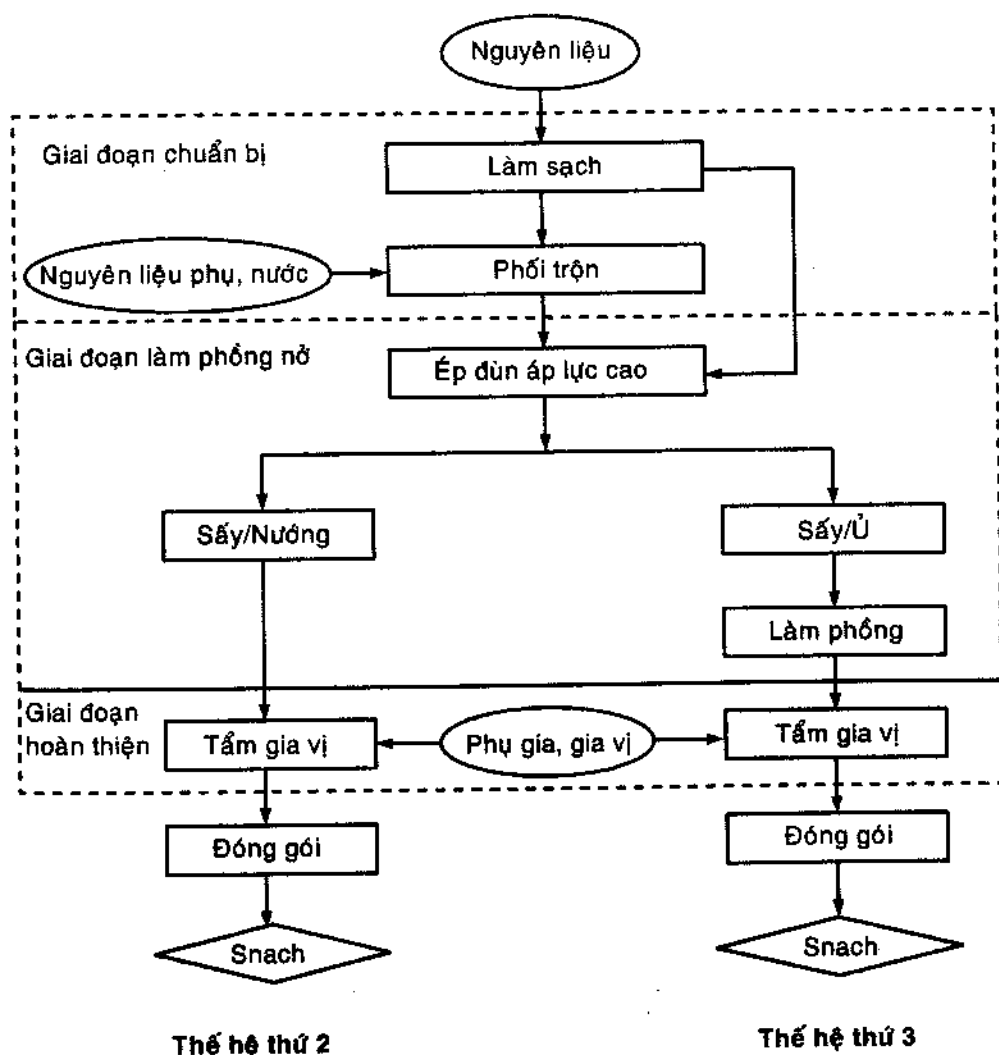 Nguyên liệu
Giai đoạn chuẩn bị
Làm sạch
Nguyên liệu phụ, nước
Phối trộn
Giai đoạn làm phồng nở
Ép đùn áp lực cao
Sấy/Nướng
Sấy/Ủ
Làm phồng
Giai đoạn
hoàn thiện
Tẩm gia vị
Phụ gia, gia vị
Tẩm gia vị
Đóng gói
Đóng gói
Snach
Snach
Thế hệ thứ 2
Thế hệ thứ 3